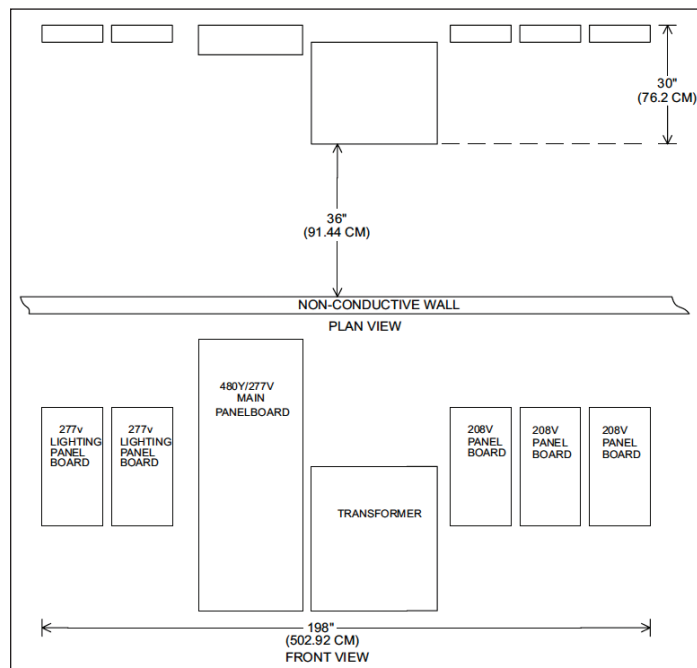 30"
(76.2 CM)
36"
(91.44 CM)
NON-CONDUCTIVE WALL
PLAN VIEW
480Y/277V
MAIN
PANELBOARD
277v
LIGHTING
PANEL
BOARD
277v
LIGHTING
PANEL
BOARD
TRANSFORMER
208V
PANEL
BOARD
208V
PANEL
BOARD
208V
PANEL
BOARD
198"
(502.92 CM)
FRONT VIEW